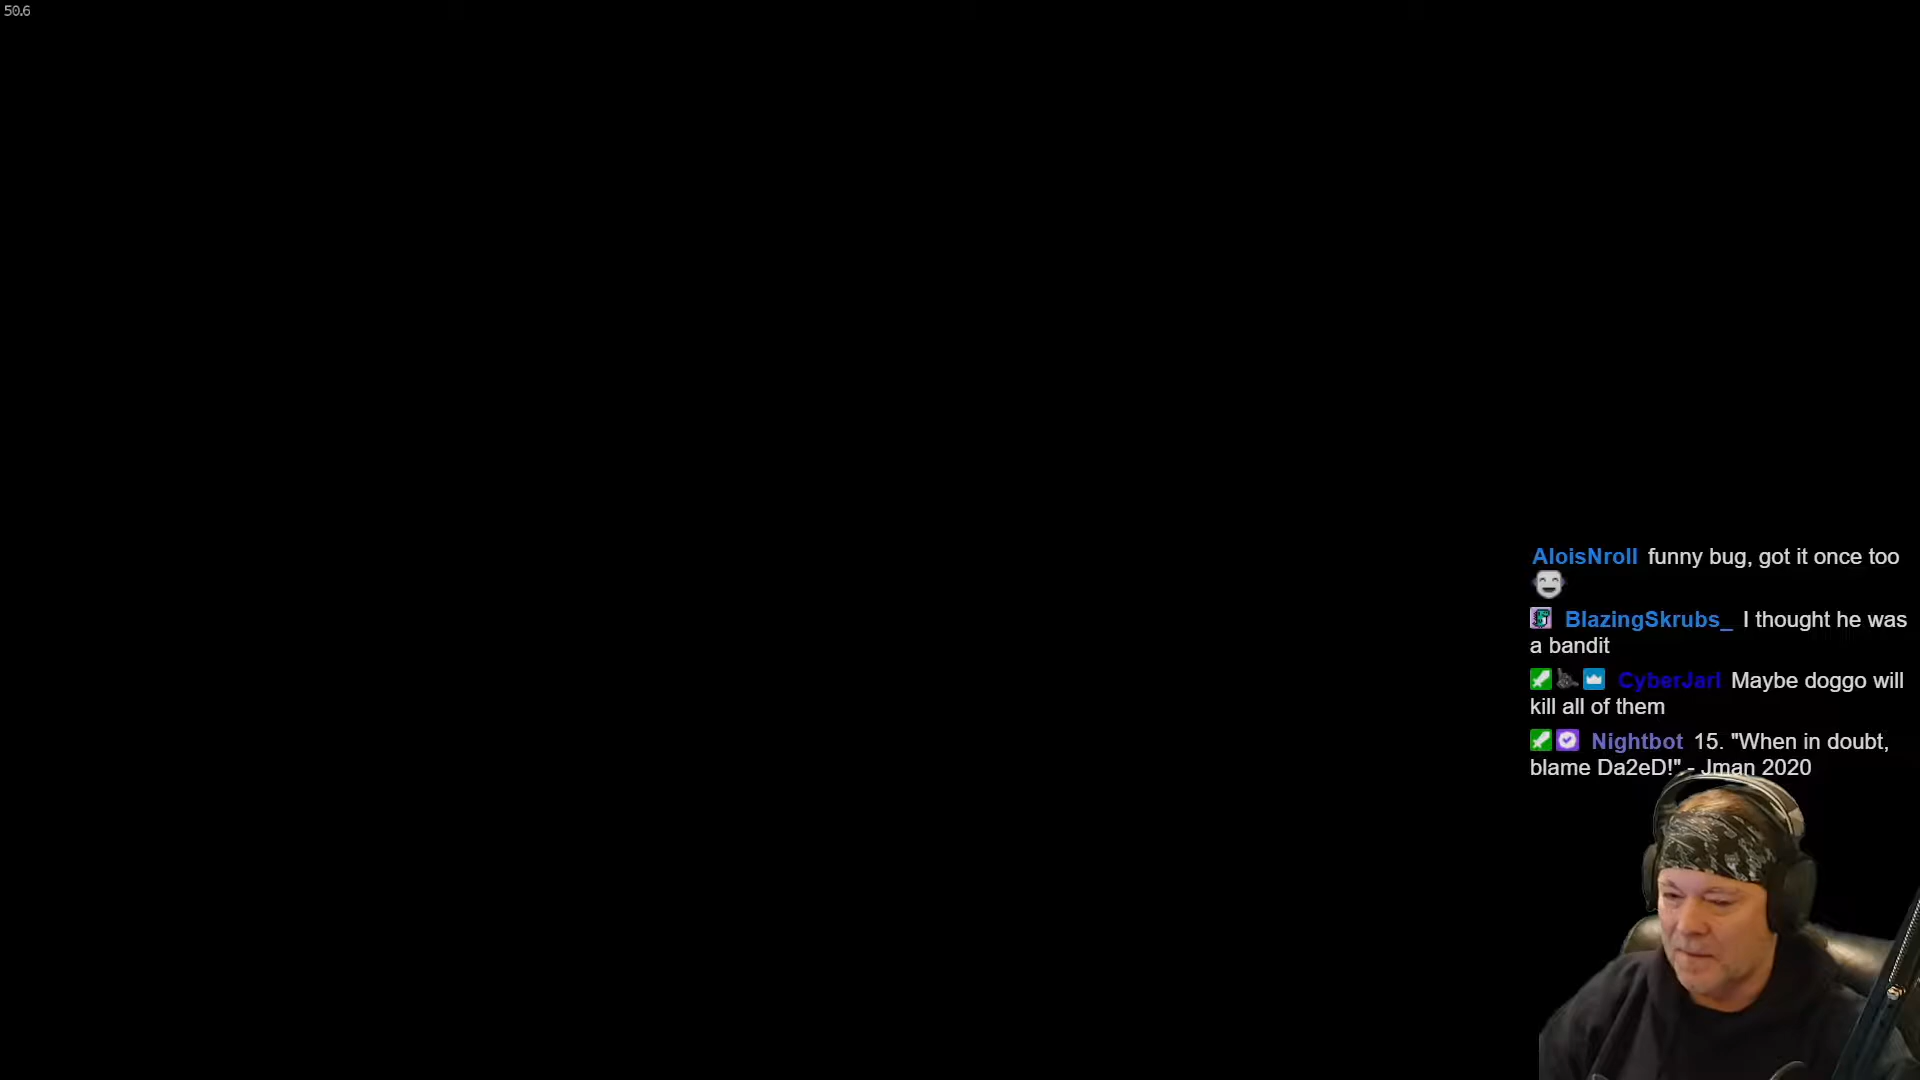 50.6
AloisNroll funny bug, got it once too
BlazingSkrubs_ I thought he was
a bandit
CyberJarl Maybe doggo will
kill all of them
Nightbot 15. "When in doubt,
blame Da2eD!" - Jman 2020